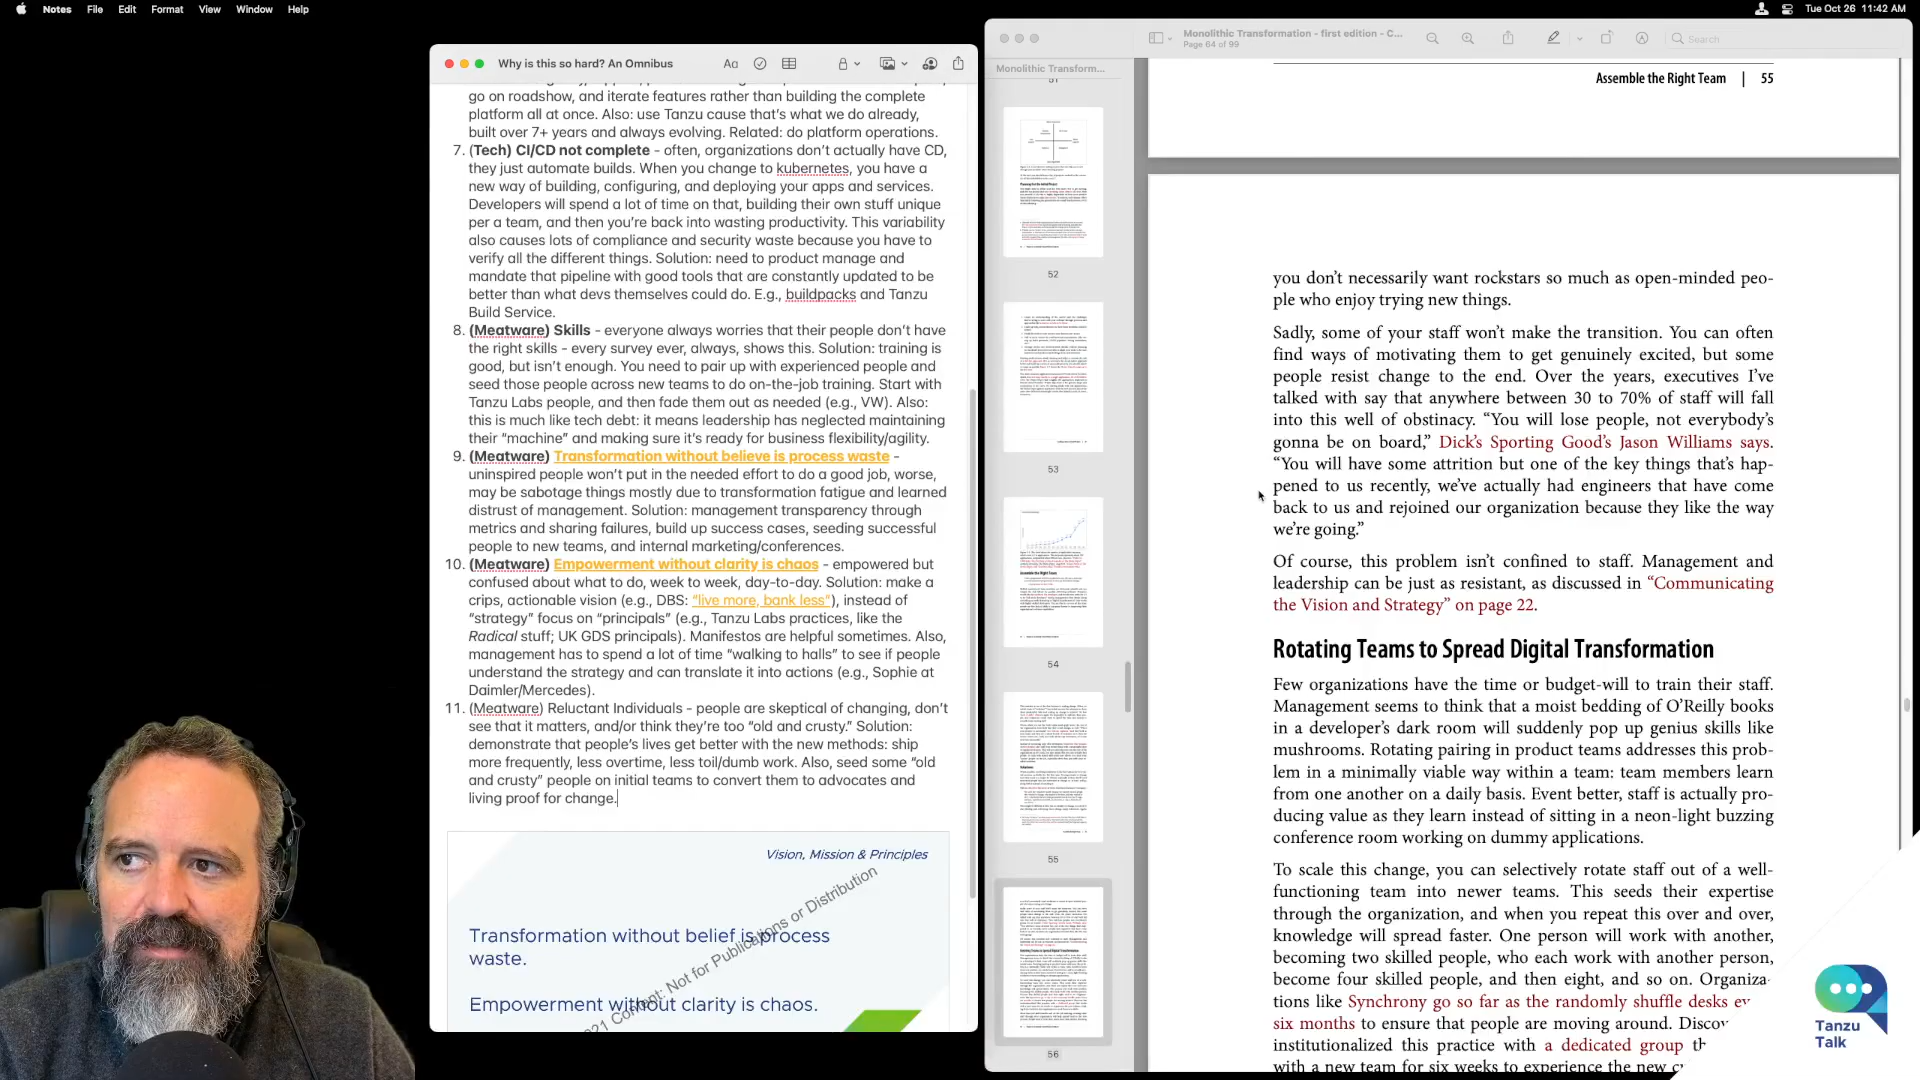 Notes File Edit Format View Window Help
Tue Oct 26 11:42 AM
Why is this so hard? An Omnibus
Aa
go on roadshow, and iterate features rather than building the complete
platform all at once. Also: use Tanzu cause that's what we do already,
built over 7+ years and always evolving. Related: do platform operations.
7. (Tech) CI/CD not complete - often, organizations don't actually have CD,
they just automate builds. When you change to kubernetes, you have a
new way of building, configuring, and deploying your apps and services.
Developers will spend a lot of time on that, building their own stuff unique
per a team, and then you're back into wasting productivity. This variability
also causes lots of compliance and security waste because you have to
verify all the different things. Solution: need to product manage and
mandate that pipeline with good tools that are constantly updated to be
better than what devs themselves could do. E.g., buildpacks and Tanzu
Build Service.
8. (Meatware) Skills - everyone always worries that their people don't have
the right skills - every survey ever, always, shows this. Solution: training is
good, but isn't enough. You need to pair up with experienced people and
seed those people across new teams to do on-the-job training. Start with
Tanzu Labs people, and then fade them out as needed (e.g., VW). Also:
this is much like tech debt: it means leadership has neglected maintaining
their "machine" and making sure it's ready for business flexibility/agility.
9. (Meatware) Transformation without believe is process waste -
uninspired people won't put in the needed effort to do a good job, worse,
may be sabotage things mostly due to transformation fatigue and learned
distrust of management. Solution: management transparency through
metrics and sharing failures, build up success cases, seeding successful
people to new teams, and internal marketing/conferences.
10. (Meatware) Empowerment without clarity is chaos - empowered but
confused about what to do, week to week, day-to-day. Solution: make a
crips, actionable vision (e.g., DBS: "live more, bank less"), instead of
"strategy" focus on "principals" (e.g., Tanzu Labs practices, like the
Radical stuff; UK GDS principals). Manifestos are helpful sometimes. Also,
management has to spend a lot of time "walking to halls" to see if people
understand the strategy and can translate it into actions (e.g., Sophie at
Daimler/Mercedes).
11. (Meatware) Reluctant Individuals - people are skeptical of changing, don't
see that it matters, and/or think they're too "old an crusty." Solution:
demonstrate that people's lives get better with the new methods: ship
more frequently, less overtime, less toil/dumb work. Also, seed some "old
and crusty" people on initial teams to convert them to advocates and
living proof for change.
Vision, Mission & Principles
Transformation without belief is process
waste.
Empowerment without clarity is chaos.
021 Content: Not for Publications or Distribution
Monolithic Transformation - first edition - C...
Page 64 of 99
Search
Monolithic Transform...
51
52
53
54
55
56
Assemble the Right Team | 55
you don't necessarily want rockstars so much as open-minded peo-
ple who enjoy trying new things.
Sadly, some of your staff won't make the transition. You can often
find ways of motivating them to get genuinely excited, but some
people resist change to the end. Over the years, executives I've
talked with say that anywhere between 30 to 70% of staff will fall
into this well of obstinacy. "You will lose people, not everybody's
gonna be on board," Dick's Sporting Good's Jason Williams says.
"You will have some attrition but one of the key things that's hap-
pened to us recently, we've actually had engineers that have come
back to us and rejoined our organization because they like the way
we're going."
Of course, this problem isn't confined to staff. Management and
leadership can be just as resistant, as discussed in "Communicating
the Vision and Strategy" on page 22.
Rotating Teams to Spread Digital Transformation
Few organizations have the time or budget-will to train their staff.
Management seems to think that a moist bedding of O'Reilly books
in a developer's dark room will suddenly pop up genius skills like
mushrooms. Rotating pairing in product teams addresses this prob-
lem in a minimally viable way within a team: team members learn
from one another on a daily basis. Event better, staff is actually pro-
ducing value as they learn instead of sitting in a neon-light buzzing
conference room working on dummy applications.
To scale this change, you can selectively rotate staff out of a well-
functioning team into newer teams. This seeds their expertise
through the organization, and when you repeat this over and over,
knowledge will spread faster. One person will work with another,
becoming two skilled people, who each work with another person,
become four skilled people, and then eight, and so on. Organiza-
tions like Synchrony go so far as the randomly shuffle desks ev
six months to ensure that people are moving around. Discov
institutionalized this practice with a dedicated group th
with a new team for six weeks to experience the new cu
Tanzu
Talk